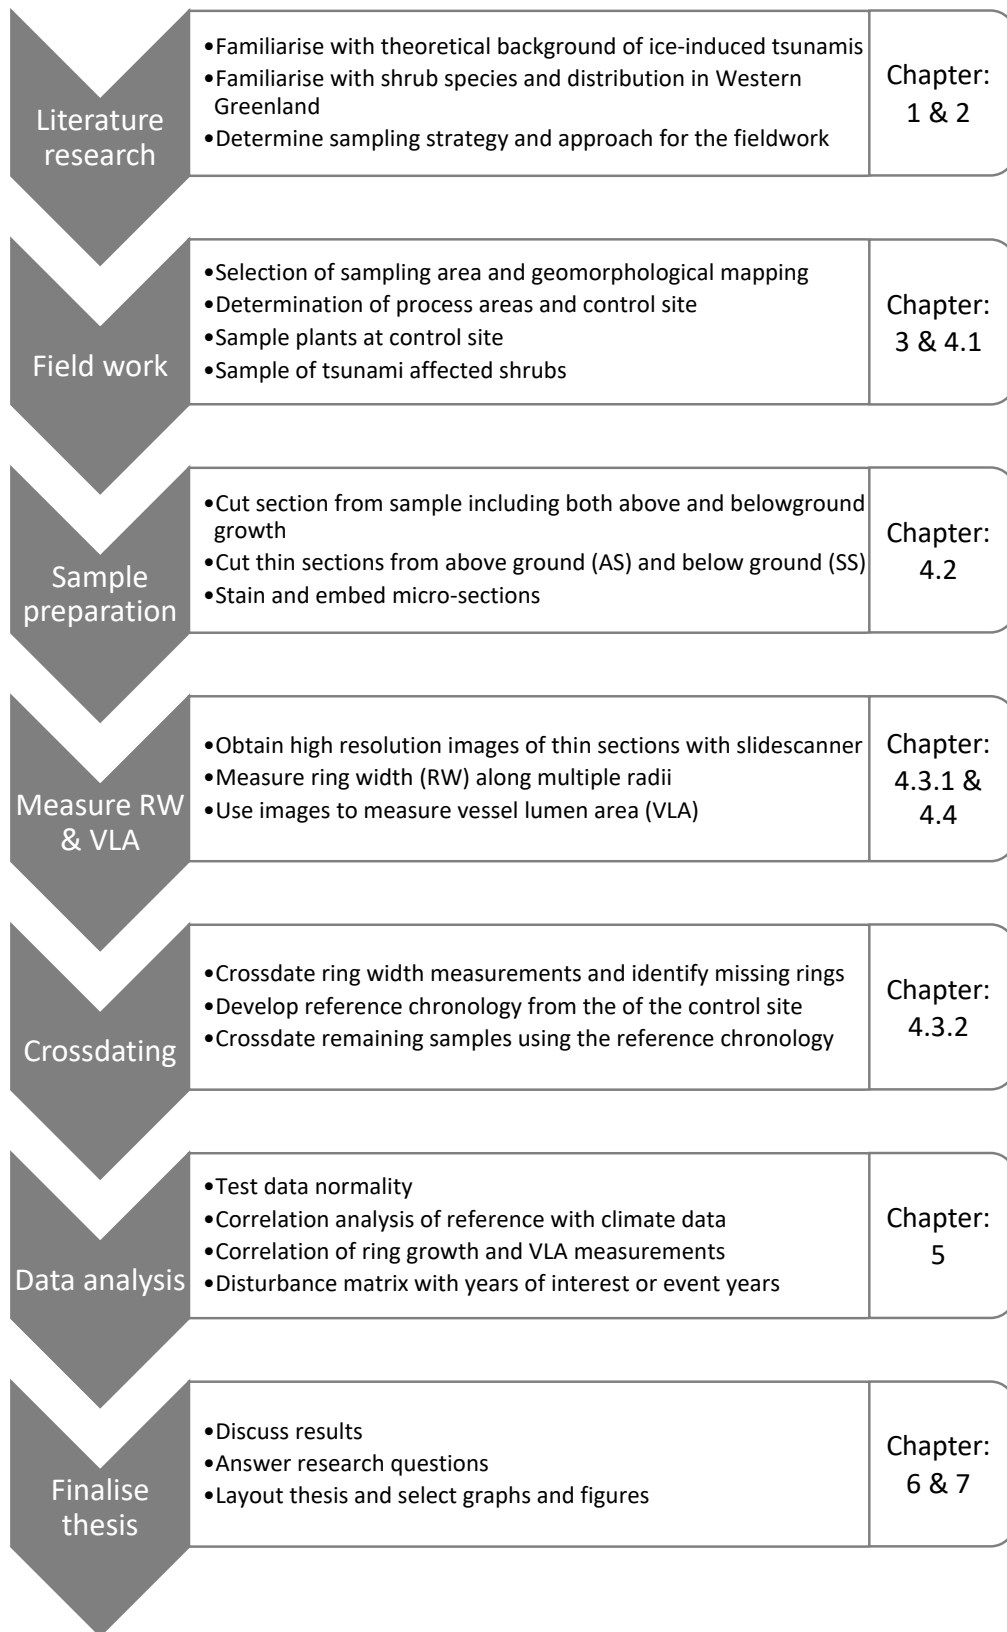 Literature
research
•Familiarise with theoretical background of ice-induced tsunamis
•Familiarise with shrub species and distribution in Western
Greenland
•Determine sampling strategy and approach for the fieldwork
Chapter:
1 & 2
Field work
•Selection of sampling area and geomorphological mapping
•Determination of process areas and control site
•Sample plants at control site
•Sample of tsunami affected shrubs
Chapter:
3 & 4.1
Sample
preparation
•Cut section from sample including both above and belowground
growth
•Cut thin sections from above ground (AS) and below ground (SS)
•Stain and embed micro-sections
Chapter:
4.2
Measure RW
& VLA
•Obtain high resolution images of thin sections with slidescanner
•Measure ring width (RW) along multiple radii
•Use images to measure vessel lumen area (VLA)
Chapter:
4.3.1 &
4.4
Crossdating
•Crossdate ring width measurements and identify missing rings
•Develop reference chronology from the of the control site
•Crossdate remaining samples using the reference chronology
Chapter:
4.3.2
Data analysis
•Test data normality
•Correlation analysis of reference with climate data
•Correlation of ring growth and VLA measurements
•Disturbance matrix with years of interest or event years
Chapter:
5
Finalise
thesis
•Discuss results
•Answer research questions
•Layout thesis and select graphs and figures
Chapter:
6 & 7